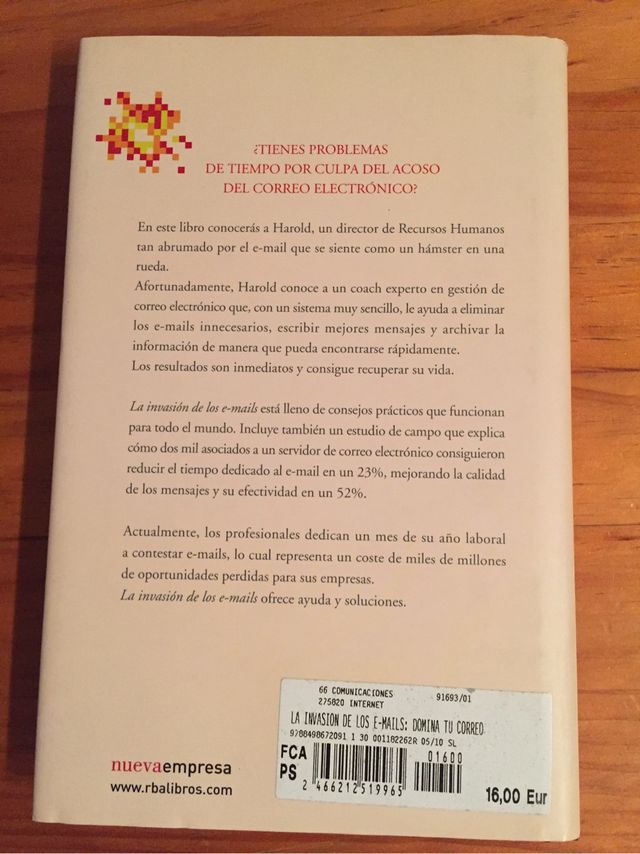 ¿TIENES PROBLEMAS
DE TIEMPO POR CULPA DEL ACOSO
DEL CORREO ELECTRÓNICO?
En este libro conocerás a Harold, un director de Recursos Humanos
tan abrumado por el e-mail que se siente como un hámster en una
rueda.
Afortunadamente, Harold conoce a un coach experto en gestión de
correo electrónico que, con un sistema muy sencillo, le ayuda a eliminar
los e-mails innecesarios, escribir mejores mensajes y archivar la
información de manera que pueda encontrarse rápidamente.
Los resultados son inmediatos y consigue recuperar su vida.
La invasión de los e-mails está lleno de consejos prácticos que funcionan
para todo el mundo. Incluye también un estudio de campo que explica
cómo dos mil asociados a un servidor de correo electrónico consiguieron
reducir el tiempo dedicado al e-mail en un 23%, mejorando la calidad
de los mensajes y su efectividad en un 52%.
Actualmente, los profesionales dedican un mes de su año laboral
a contestar e-mails, lo cual representa un coste de miles de millones
de oportunidades perdidas para sus empresas.
La invasión de los e-mails ofrece ayuda y soluciones.
66 COMUNICACIONES 91693/01
275820 INTERNET
LA INVASION DE LOS E-MAILS: DOMINA TU CORREO
9788498672091 1 30 001182262R 05/10 SL
FCA 01600
PS 2 466212 519965 16,00 Eur
nuevaempresa
www.rbalibros.com